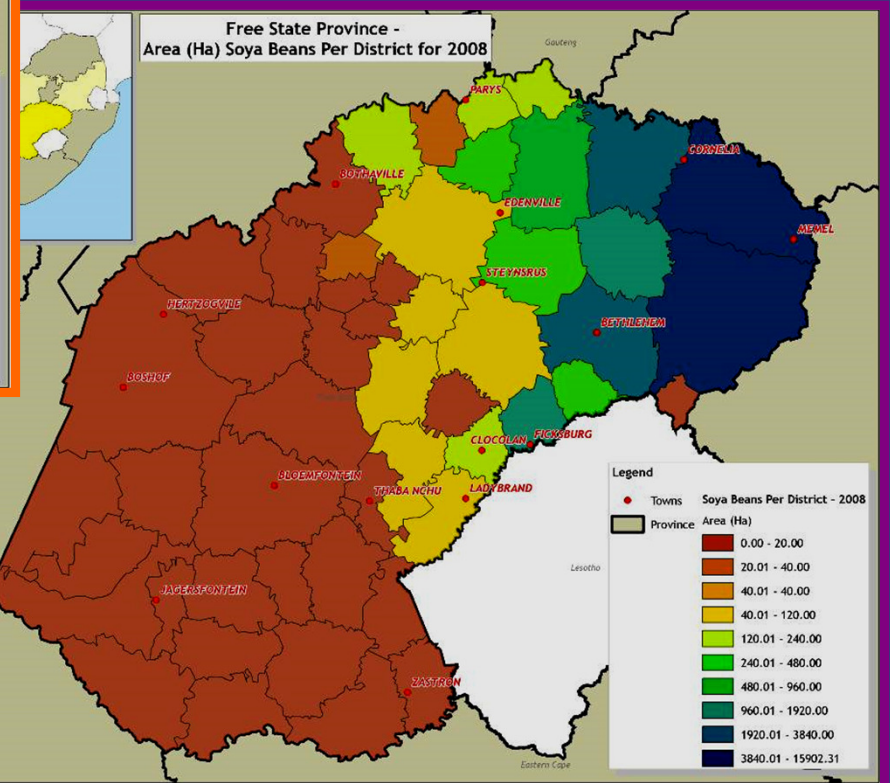 Free State Province -
Area (Ha) Soya Beans Per District for 2008
Gauteng
PARYS
CORNELIA
BOTHAVILLE
EDENVILLE
MEMEL
STEYNSRUS
HERTZOGVILE
BETHLEHEM
BOSHOF
CLOCOLAN
FICKSBURG
BLOEMFONTEIN
THABA NCHU
LADYBRAND
Lesotho
JAGERSFONTEIN
ZASTRON
Eastern Cape
Legend
Towns
Province
Soya Beans Per District - 2008
Area (Ha)
0.00 - 20.00
20.01 - 40.00
40.01 - 40.00
40.01 - 120.00
120.01 - 240.00
240.01 - 480.00
480.01 - 960.00
960.01 - 1920.00
1920.01 - 3840.00
3840.01 - 15902.31